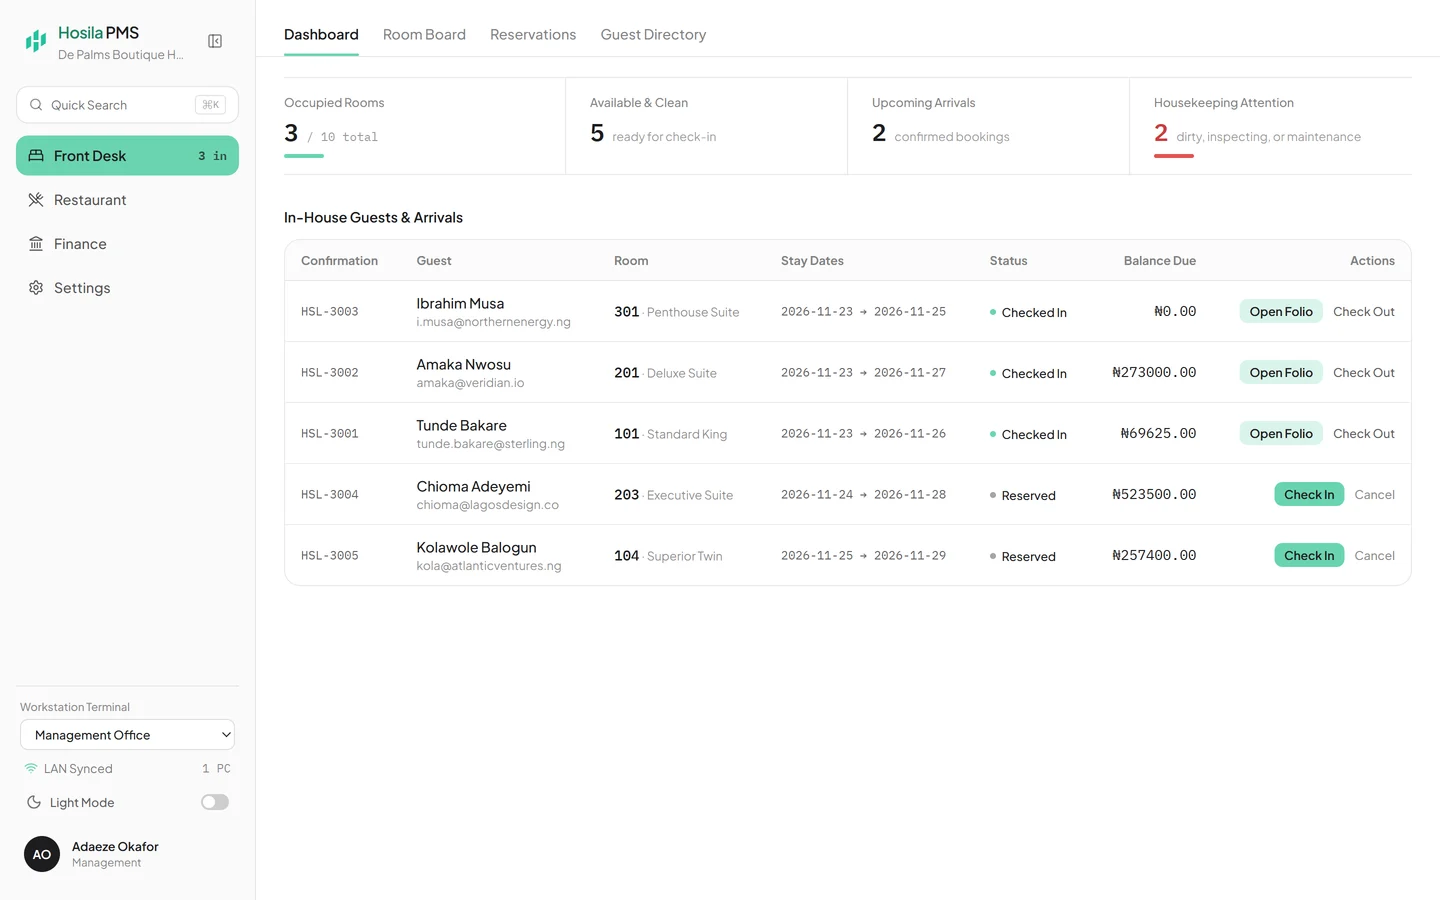 Hosila PMS
De Palms Boutique H...
Quick Search ⌘K
Front Desk 3 in
Restaurant
Finance
Settings
Workstation Terminal
Management Office
LAN Synced 1 PC
Light Mode
AO
Adaeze Okafor
Management
Dashboard Room Board Reservations Guest Directory
Occupied Rooms
3 / 10 total
Available & Clean
5 ready for check-in
Upcoming Arrivals
2 confirmed bookings
Housekeeping Attention
2 dirty, inspecting, or maintenance
In-House Guests & Arrivals
Confirmation Guest Room Stay Dates Status Balance Due Actions
HSL-3003 Ibrahim Musa 301 · Penthouse Suite 2026-11-23 → 2026-11-25 Checked In ₦0.00 Open Folio Check Out
i.musa@northernenergy.ng
HSL-3002 Amaka Nwosu 201 · Deluxe Suite 2026-11-23 → 2026-11-27 Checked In ₦273000.00 Open Folio Check Out
amaka@veridian.io
HSL-3001 Tunde Bakare 101 · Standard King 2026-11-23 → 2026-11-26 Checked In ₦69625.00 Open Folio Check Out
tunde.bakare@sterling.ng
HSL-3004 Chioma Adeyemi 203 · Executive Suite 2026-11-24 → 2026-11-28 Reserved ₦523500.00 Check In Cancel
chioma@lagosdesign.co
HSL-3005 Kolawole Balogun 104 · Superior Twin 2026-11-25 → 2026-11-29 Reserved ₦257400.00 Check In Cancel
kola@atlanticventures.ng